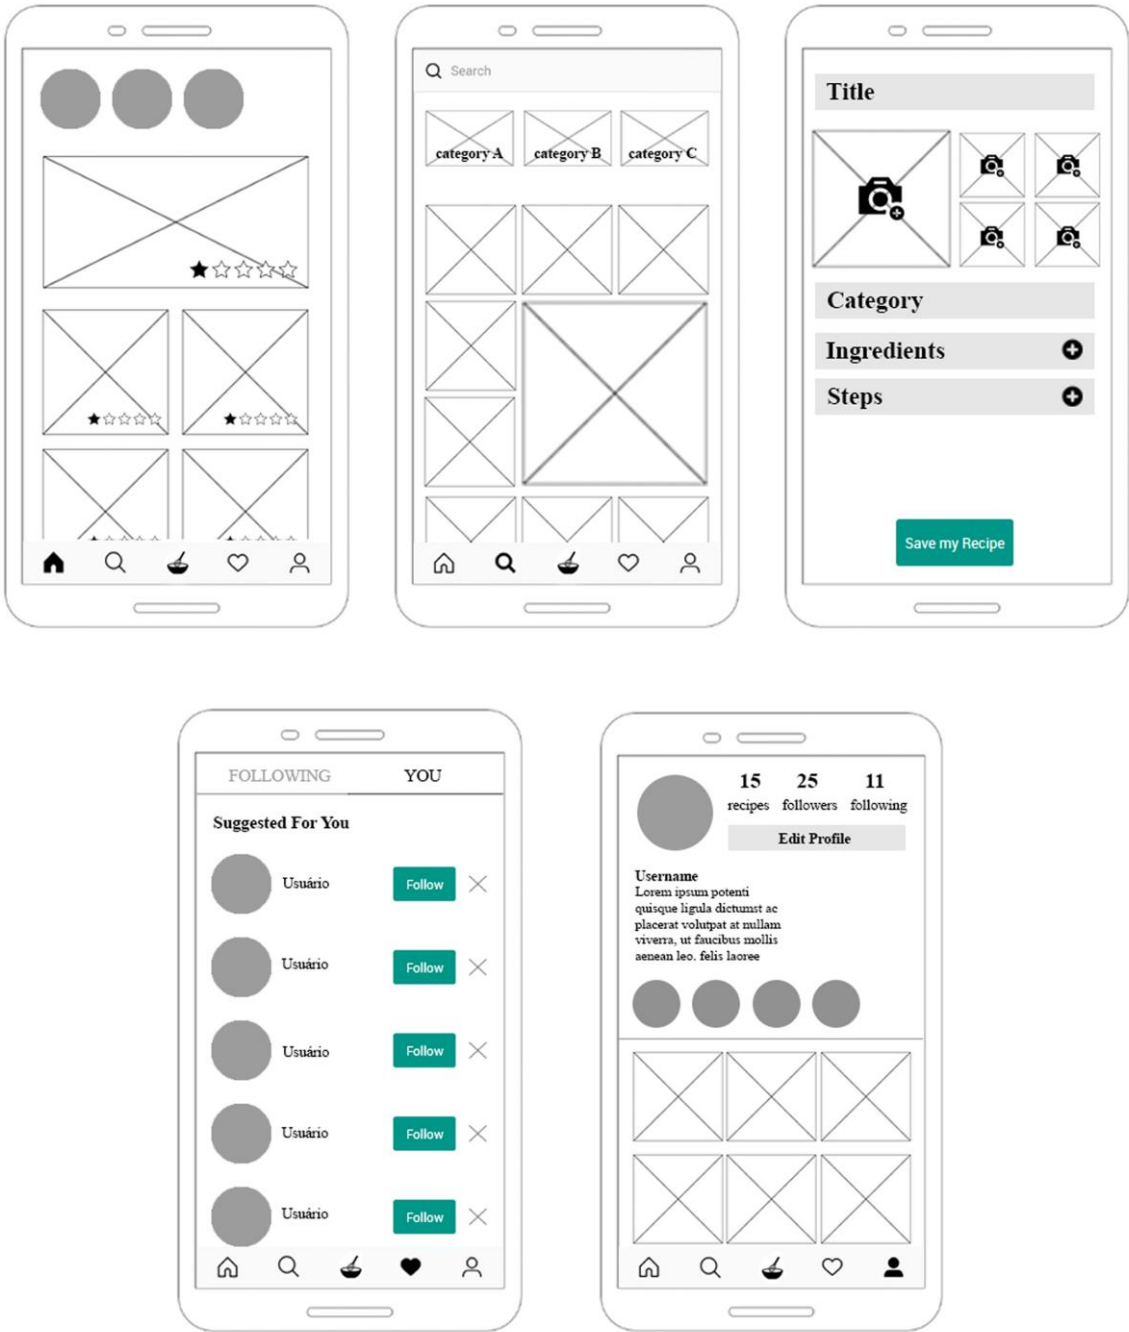 Search
category A
category B
category C
Title
Category
Ingredients
Steps
Save my Recipe
FOLLOWING YOU
Suggested For You
Usuário Follow
Usuário Follow
Usuário Follow
Usuário Follow
Usuário Follow
15 25 11
recipes followers following
Edit Profile
Username
Lorem ipsum potenti
quisque ligula dictumst ac
placerat volutpat at nullam
viverra, ut faucibus mollis
aenean leo. felis laoree